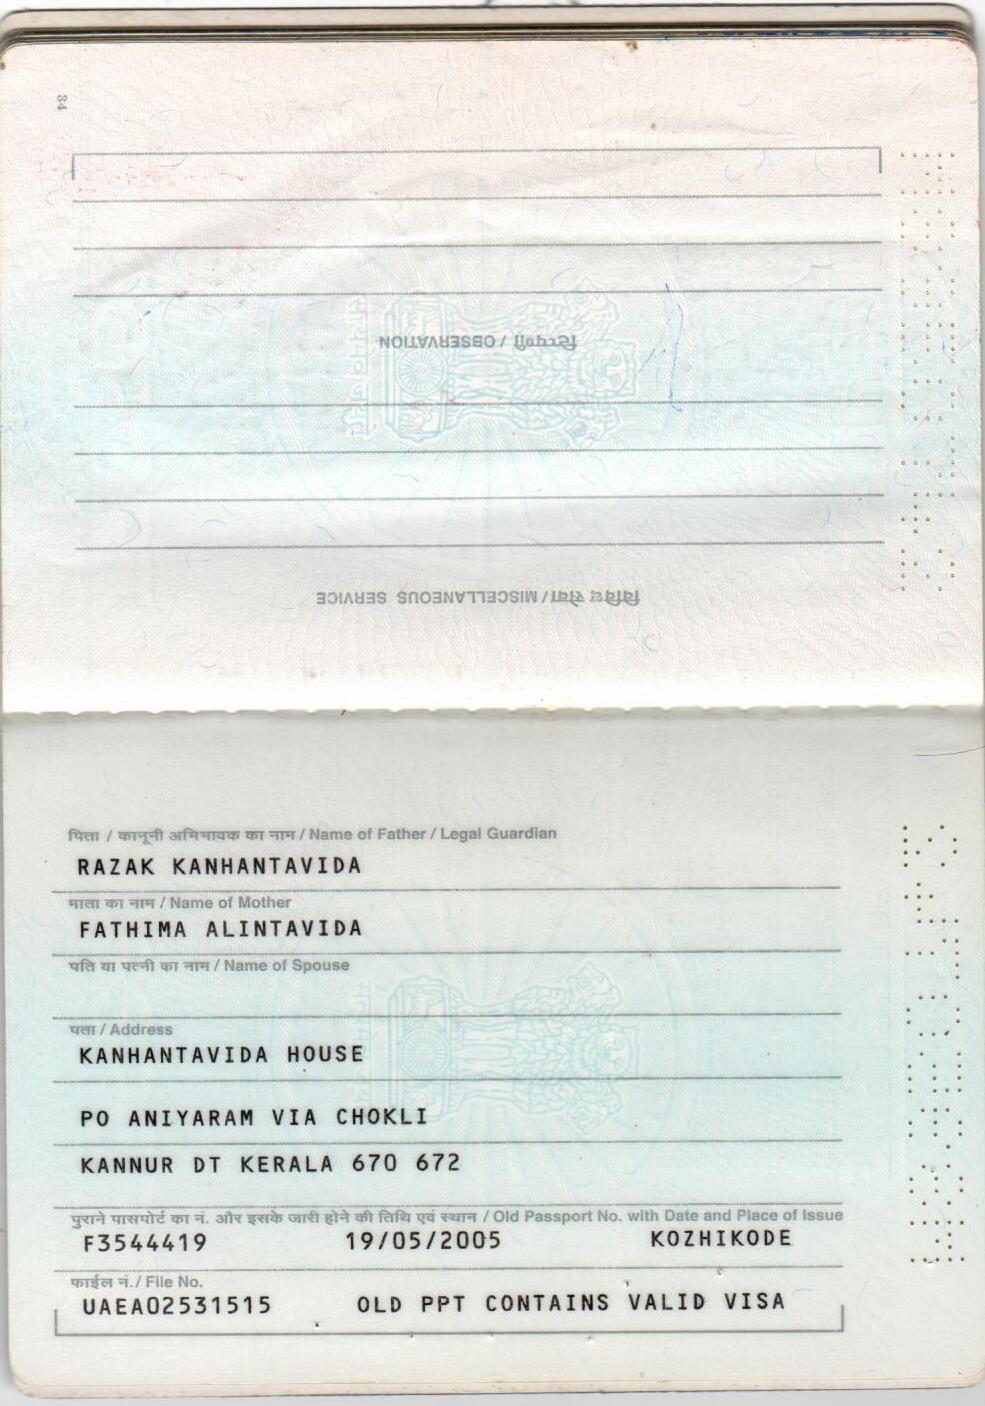 34
टिप्पणी / OBSERVATION
विविध सेवा / MISCELLANEOUS SERVICE
पिता / कानूनी अभिभावक का नाम / Name of Father / Legal Guardian
RAZAK KANHANTAVIDA
माता का नाम / Name of Mother
FATHIMA ALINTAVIDA
पति या पत्नी का नाम / Name of Spouse
पता / Address
KANHANTAVIDA HOUSE
PO ANIYARAM VIA CHOKLI
KANNUR DT KERALA 670 672
पुराने पासपोर्ट का नं. और इसके जारी होने की तिथि एवं स्थान / Old Passport No. with Date and Place of Issue
F3544419 19/05/2005 KOZHIKODE
फाईल नं./ File No.
UAEA02531515 OLD PPT CONTAINS VALID VISA